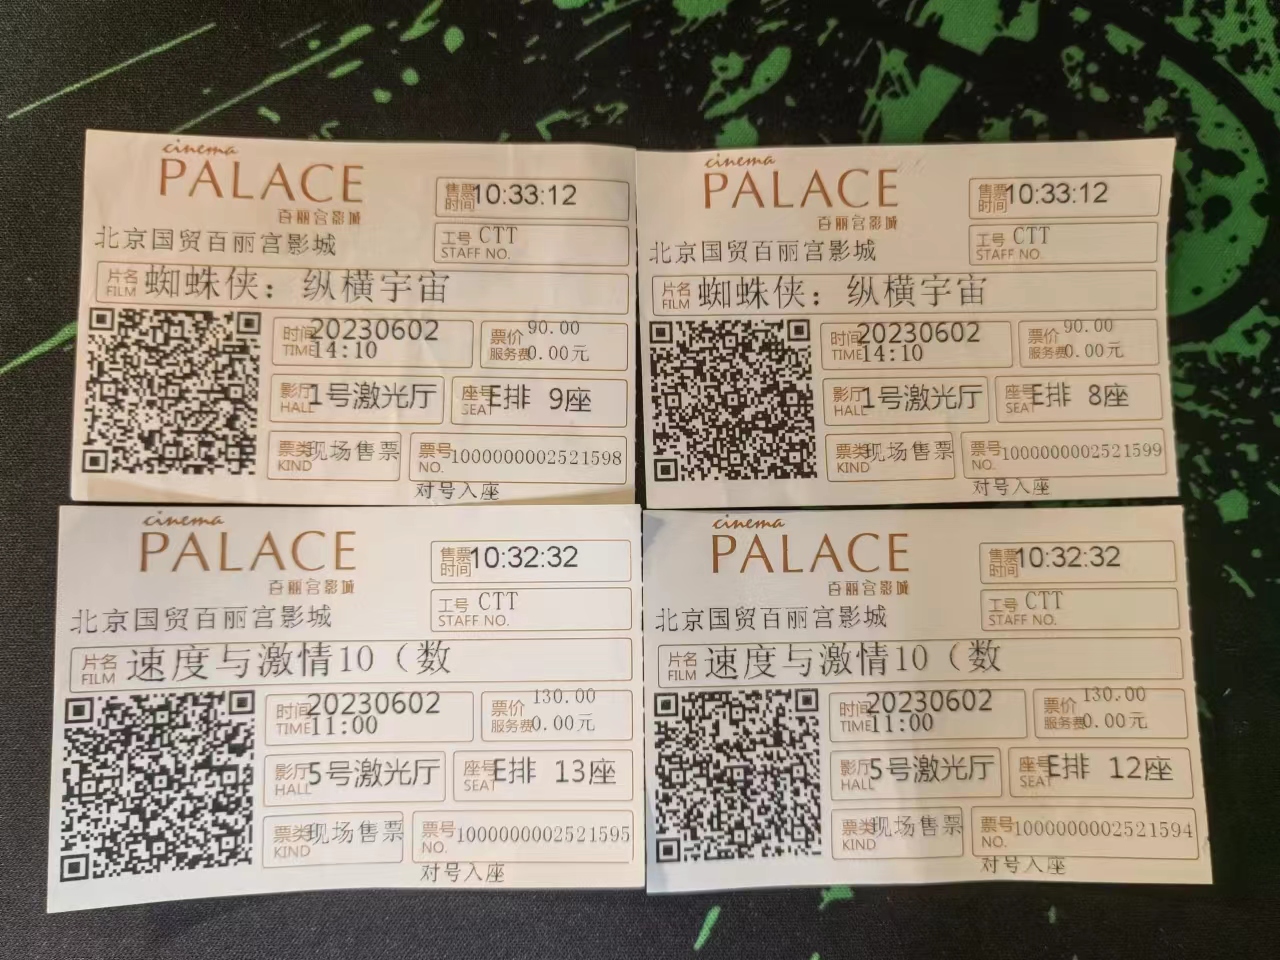 cinema
PALACE
百丽宫影城
售票时间 10:33:12
北京国贸百丽宫影城
工号 CTT
STAFF NO.
片名 蜘蛛侠：纵横宇宙
FILM
时间 20230602
TIME 14:10
票价 90.00
服务费 0.00元
影厅 1号激光厅
HALL
座号 E排 9座
SEAT
票类 现场售票
KIND
票号 1000000002521598
NO.
对号入座
cinema
PALACE
百丽宫影城
售票时间 10:33:12
北京国贸百丽宫影城
工号 CTT
STAFF NO.
片名 蜘蛛侠：纵横宇宙
FILM
时间 20230602
TIME 14:10
票价 90.00
服务费 0.00元
影厅 1号激光厅
HALL
座号 E排 8座
SEAT
票类 现场售票
KIND
票号 1000000002521599
NO.
对号入座
cinema
PALACE
百丽宫影城
售票时间 10:32:32
北京国贸百丽宫影城
工号 CTT
STAFF NO.
片名 速度与激情10（数
FILM
时间 20230602
TIME 11:00
票价 130.00
服务费 0.00元
影厅 5号激光厅
HALL
座号 E排 13座
SEAT
票类 现场售票
KIND
票号 1000000002521595
NO.
对号入座
cinema
PALACE
百丽宫影城
售票时间 10:32:32
北京国贸百丽宫影城
工号 CTT
STAFF NO.
片名 速度与激情10（数
FILM
时间 20230602
TIME 11:00
票价 130.00
服务费 0.00元
影厅 5号激光厅
HALL
座号 E排 12座
SEAT
票类 现场售票
KIND
票号 1000000002521594
NO.
对号入座